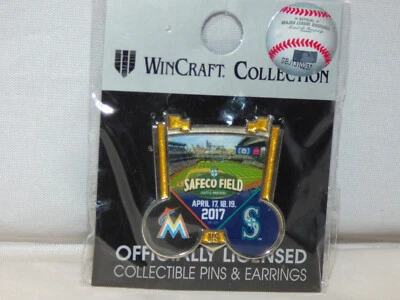 WINCRAFT COLLECTION
SAFECO FIELD
APRIL 17, 18, 19,
2017
M
S
OFFICIALLY LICENSED
COLLECTIBLE PINS & EARRINGS